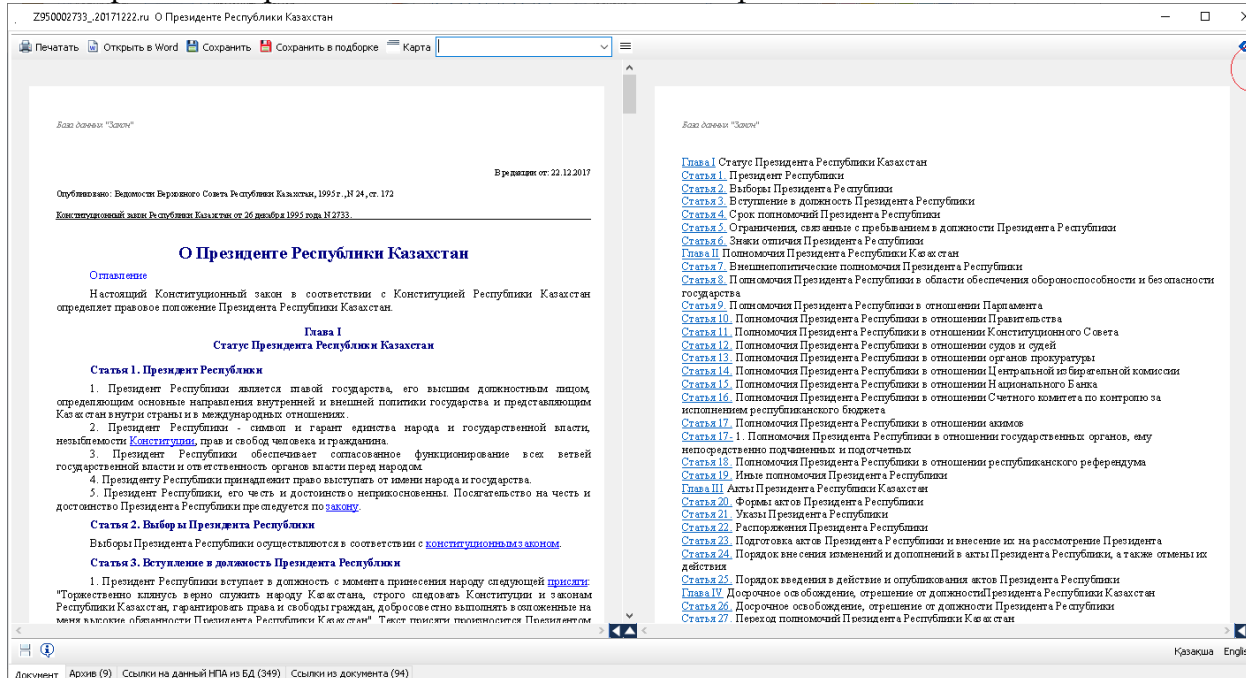 Z950002733_.20171222.ru О Президенте Республики Казахстан
Печатать Открыть в Word Сохранить Сохранить в подборке Карта
База данных "Закон"
В редакции от: 22.12.2017
Опубликовано: Ведомости Верховного Совета Республики Казахстан, 1995 г., N 24, ст. 172
Конституционный закон Республики Казахстан от 26 декабря 1995 года N 2733.
О Президенте Республики Казахстан
Оглавление
Настоящий Конституционный закон в соответствии с Конституцией Республики Казахстан
определяет правовое положение Президента Республики Казахстан.
Глава I
Статус Президента Республики Казахстан
Статья 1. Президент Республики
1. Президент Республики является главой государства, его высшим должностным лицом,
определяющим основные направления внутренней и внешней политики государства и представляющим
Казахстан внутри страны и в международных отношениях.
2. Президент Республики - символ и гарант единства народа и государственной власти,
незыблемости Конституции, прав и свобод человека и гражданина.
3. Президент Республики обеспечивает согласованное функционирование всех ветвей
государственной власти и ответственность органов власти перед народом.
4. Президенту Республики принадлежит право выступать от имени народа и государства.
5. Президент Республики, его честь и достоинство неприкосновенны. Посягательство на честь и
достоинство Президента Республики преследуется по закону.
Статья 2. Выборы Президента Республики
Выборы Президента Республики осуществляются в соответствии с конституционным законом.
Статья 3. Вступление в должность Президента Республики
1. Президент Республики вступает в должность с момента принесения народу следующей присяги:
"Торжественно клянусь верно служить народу Казахстана, строго следовать Конституции и законам
Республики Казахстан, гарантировать права и свободы граждан, добросовестно выполнять возложенные на
меня высокие обязанности Президента Республики Казахстан". Текст присяги произносится Президентом
База данных "Закон"
Глава I Статус Президента Республики Казахстан
Статья 1. Президент Республики
Статья 2. Выборы Президента Республики
Статья 3. Вступление в должность Президента Республики
Статья 4. Срок полномочий Президента Республики
Статья 5. Ограничения, связанные с пребыванием в должности Президента Республики
Статья 6. Знаки отличия Президента Республики
Глава II Полномочия Президента Республики Казахстан
Статья 7. Внешнеполитические полномочия Президента Республики
Статья 8. Полномочия Президента Республики в области обеспечения обороноспособности и безопасности
государства
Статья 9. Полномочия Президента Республики в отношении Парламента
Статья 10. Полномочия Президента Республики в отношении Правительства
Статья 11. Полномочия Президента Республики в отношении Конституционного Совета
Статья 12. Полномочия Президента Республики в отношении судов и судей
Статья 13. Полномочия Президента Республики в отношении органов прокуратуры
Статья 14. Полномочия Президента Республики в отношении Центральной избирательной комиссии
Статья 15. Полномочия Президента Республики в отношении Национального Банка
Статья 16. Полномочия Президента Республики в отношении Счетного комитета по контролю за
исполнением республиканского бюджета
Статья 17. Полномочия Президента Республики в отношении акимов
Статья 17- 1. Полномочия Президента Республики в отношении государственных органов, ему
непосредственно подчиненных и подотчетных
Статья 18. Полномочия Президента Республики в отношении республиканского референдума
Статья 19. Иные полномочия Президента Республики
Глава III Акты Президента Республики Казахстан
Статья 20. Формы актов Президента Республики
Статья 21. Указы Президента Республики
Статья 22. Распоряжения Президента Республики
Статья 23. Подготовка актов Президента Республики и внесение их на рассмотрение Президента
Статья 24. Порядок внесения изменений и дополнений в акты Президента Республики, а также отмены их
действия
Статья 25. Порядок введения в действие и опубликования актов Президента Республики
Глава IV Досрочное освобождение, отрешение от должностиПрезидента Республики Казахстан
Статья 26. Досрочное освобождение, отрешение от должности Президента Республики
Статья 27. Переход полномочий Президента Республики Казахстан
Қазақша Englis
Документ Архив (9) Ссылки на данный НПА из БД (349) Ссылки из документа (94)